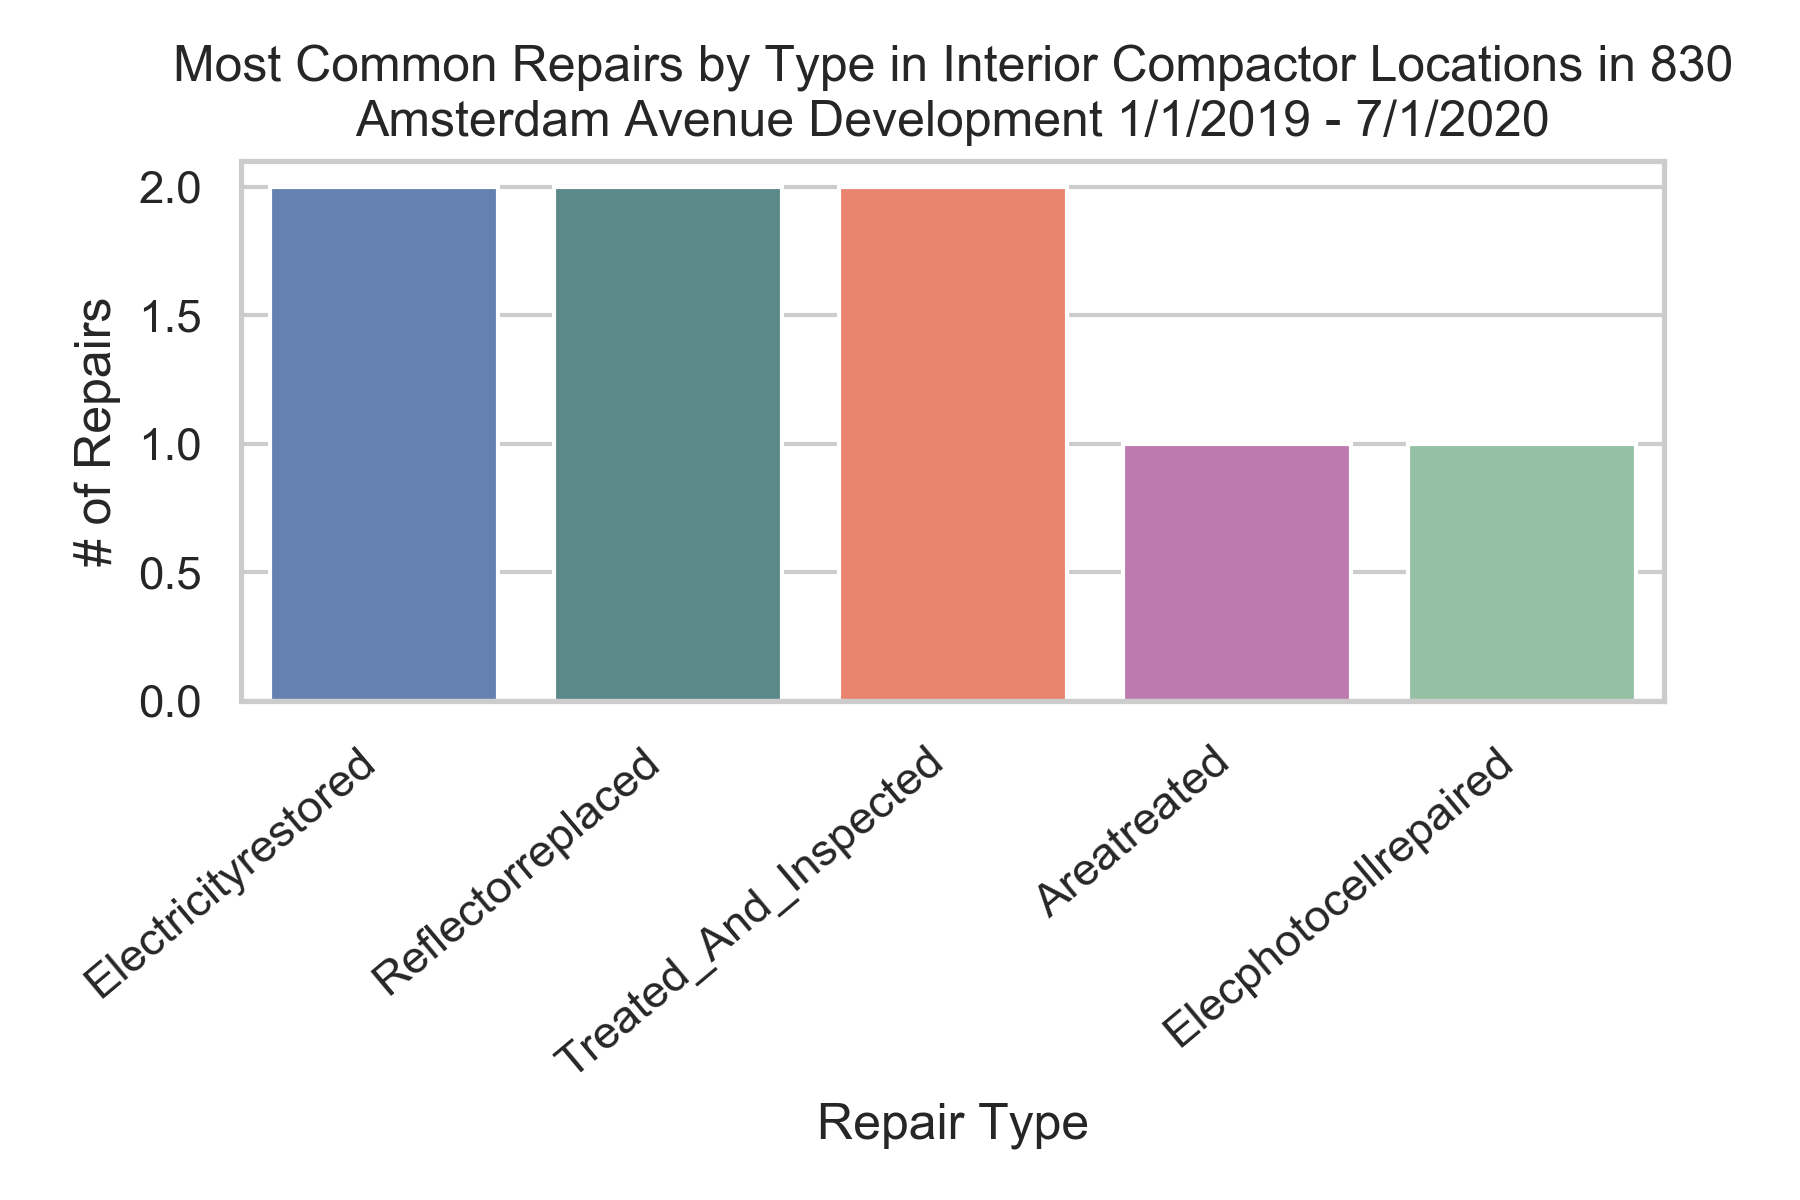 Most Common Repairs by Type in Interior Compactor Locations in 830
Amsterdam Avenue Development 1/1/2019 - 7/1/2020
# of Repairs
2.0
1.5
1.0
0.5
0.0
Electricityrestored
Reflectorreplaced
Treated_And_Inspected
Areatreated
Elecphotocellrepaired
Repair Type